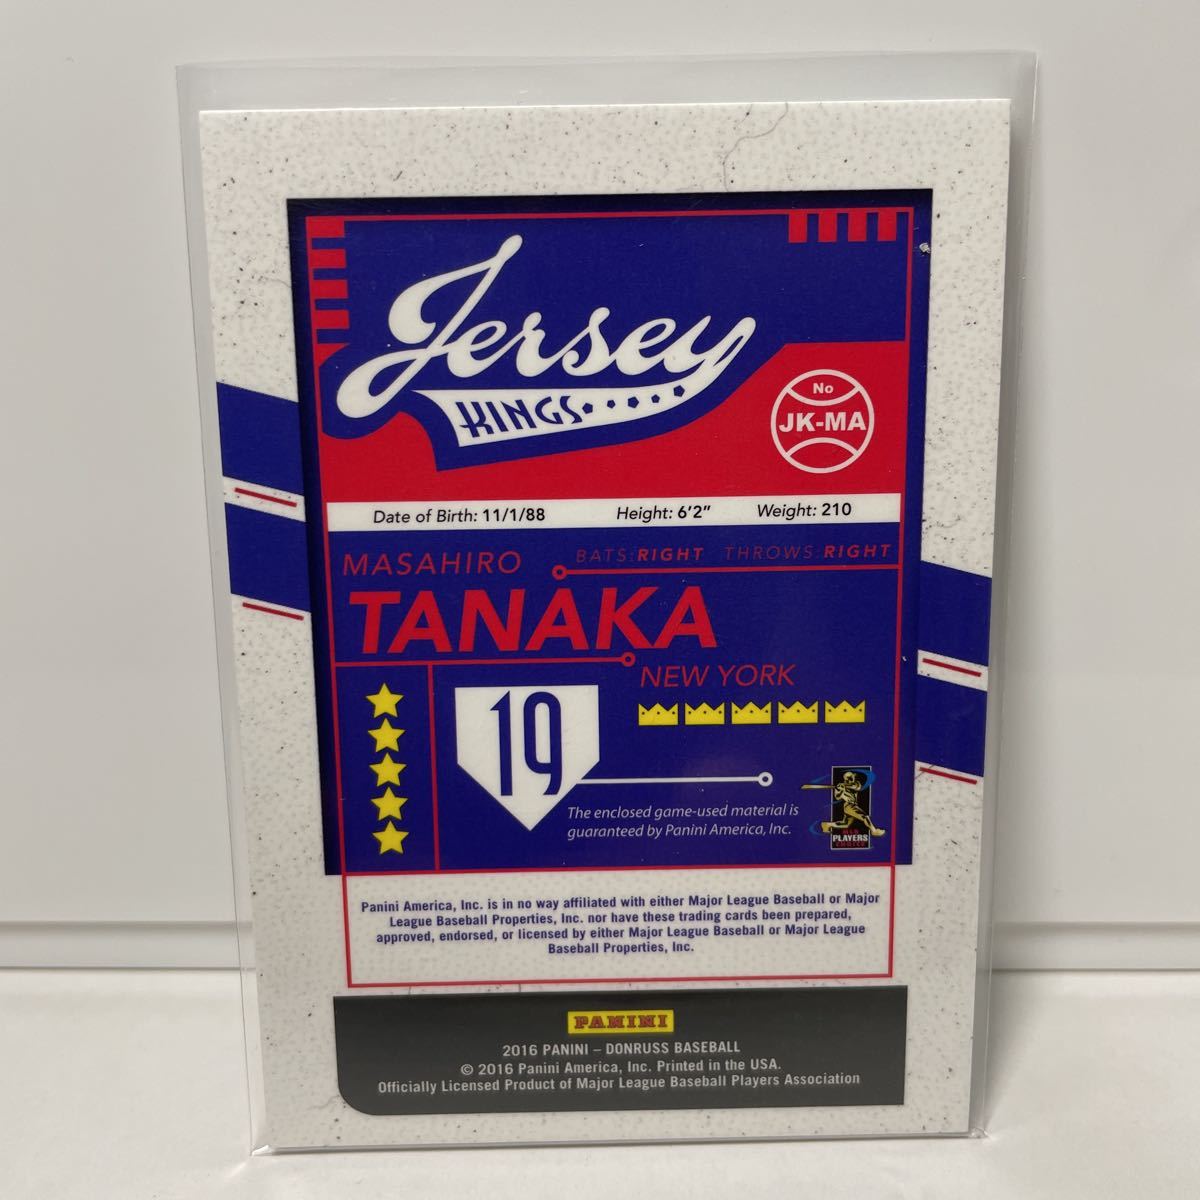 Jersey
KINGS
No
JK-MA
Date of Birth: 11/1/88 Height: 6'2" Weight: 210
MASAHIRO
BATS:RIGHT THROWS:RIGHT
TANAKA
NEW YORK
19
The enclosed game-used material is
guaranteed by Panini America, Inc.
MLB
PLAYERS
CHOICE
Panini America, Inc. is in no way affiliated with either Major League Baseball or Major
League Baseball Properties, Inc. nor have these trading cards been prepared,
approved, endorsed, or licensed by either Major League Baseball or Major League
Baseball Properties, Inc.
PANINI
2016 PANINI – DONRUSS BASEBALL
© 2016 Panini America, Inc. Printed in the USA.
Officially Licensed Product of Major League Baseball Players Association